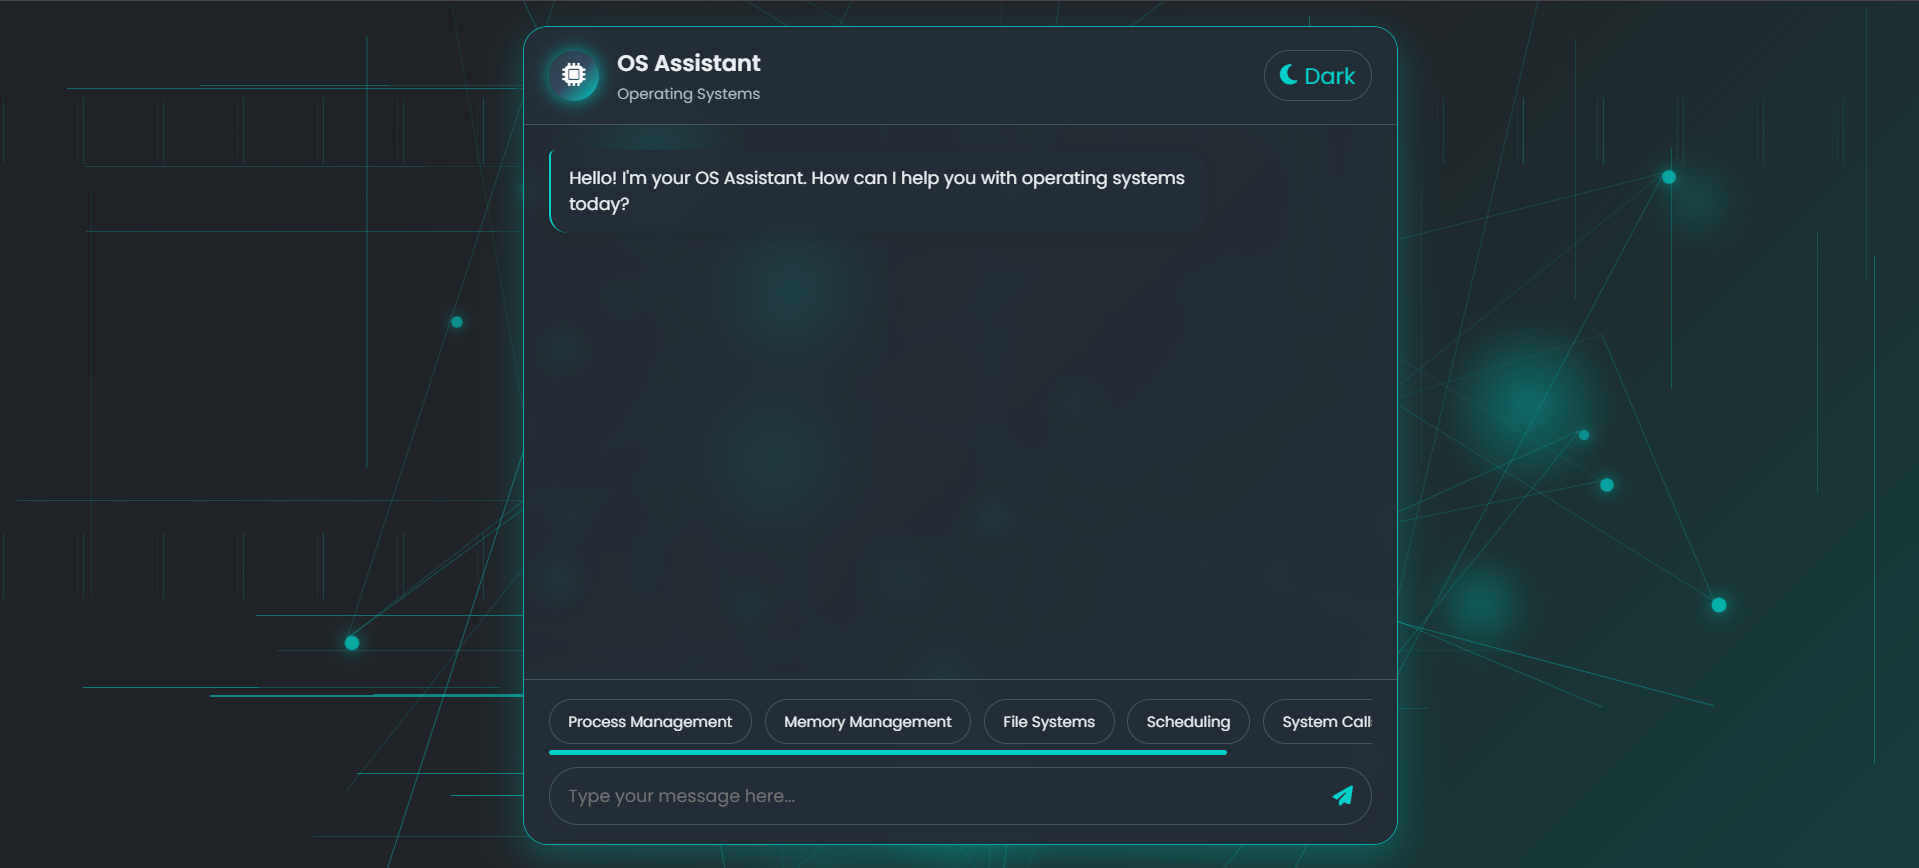 OS Assistant
Operating Systems
Dark
Hello! I'm your OS Assistant. How can I help you with operating systems
today?
Process Management
Memory Management
File Systems
Scheduling
System Call
Type your message here...